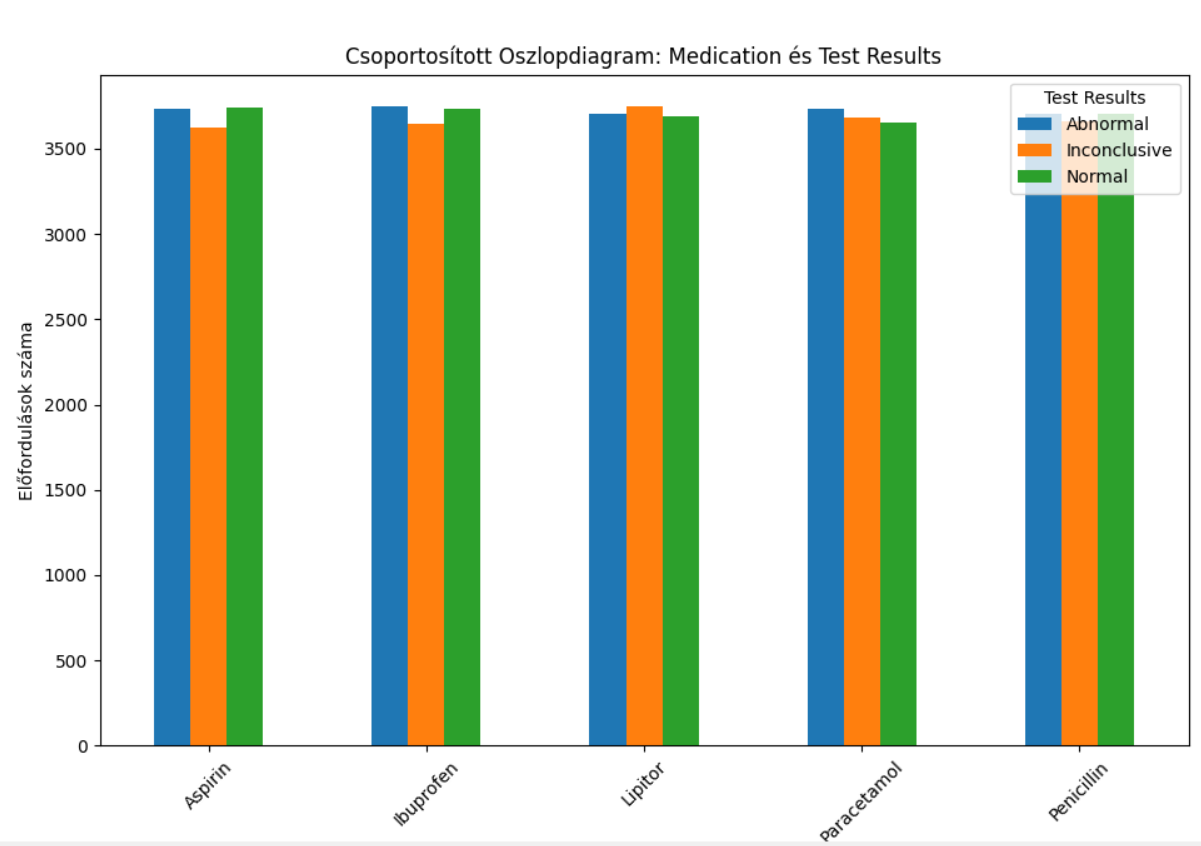 Csoportosított Oszlopdiagram: Medication és Test Results
Test Results
Abnormal
Inconclusive
Normal
Előfordulások száma
3500
3000
2500
2000
1500
1000
500
0
Aspirin
Ibuprofen
Lipitor
Paracetamol
Penicillin